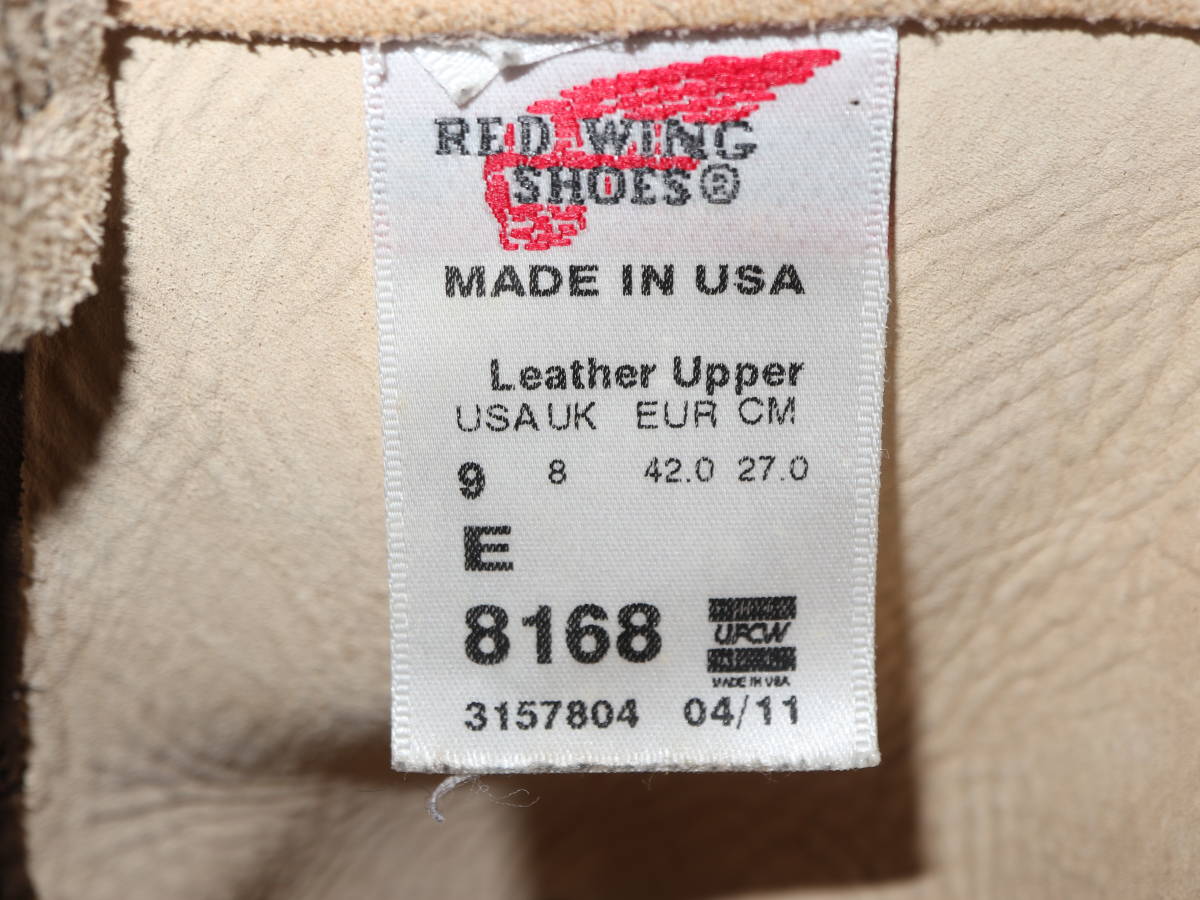 RED WING
SHOES®
MADE IN USA
Leather Upper
USA UK EUR CM
9 8 42.0 27.0
E
8168
UFCW
MADE IN USA
3157804 04/11